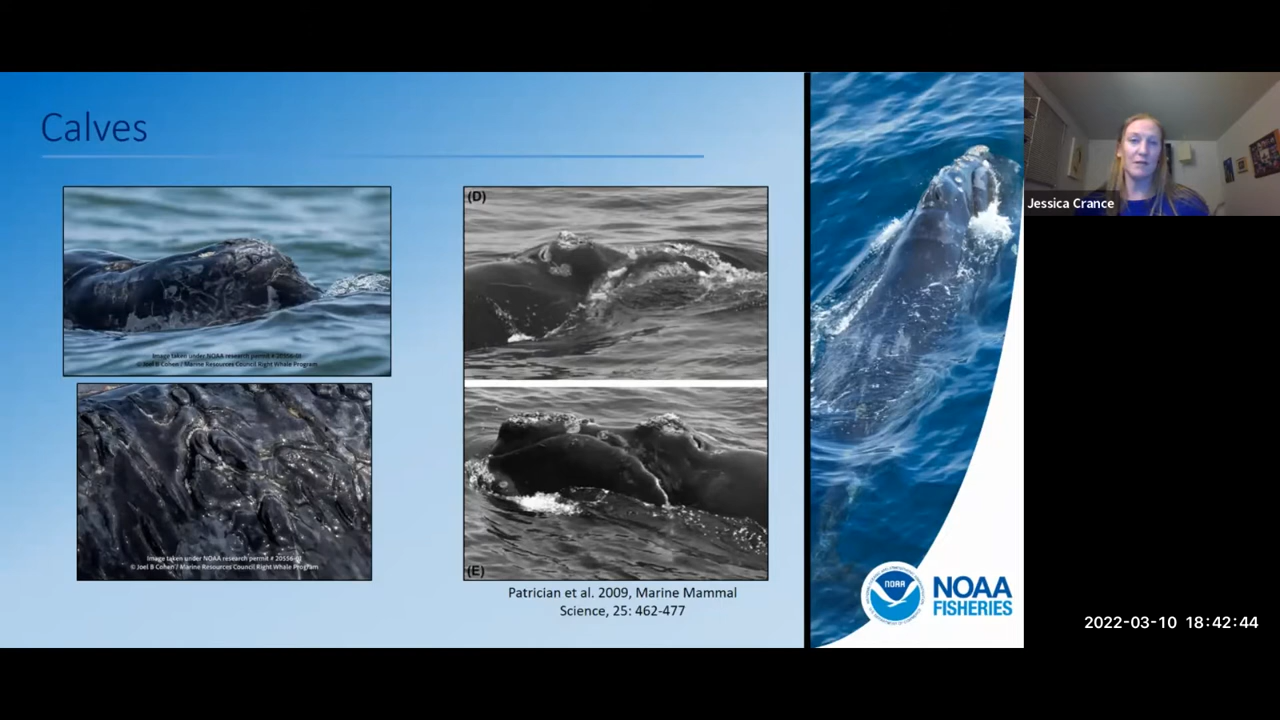 Calves
Image taken under NOAA research permit # 20556-01
© Joel B Cohen / Marine Resources Council Right Whale Program
Image taken under NOAA research permit # 20556-01
© Joel B Cohen / Marine Resources Council Right Whale Program
(D)
(E)
Patrician et al. 2009, Marine Mammal
Science, 25: 462-477
NOAA
NOAA
FISHERIES
Jessica Crance
2022-03-10 18:42:44